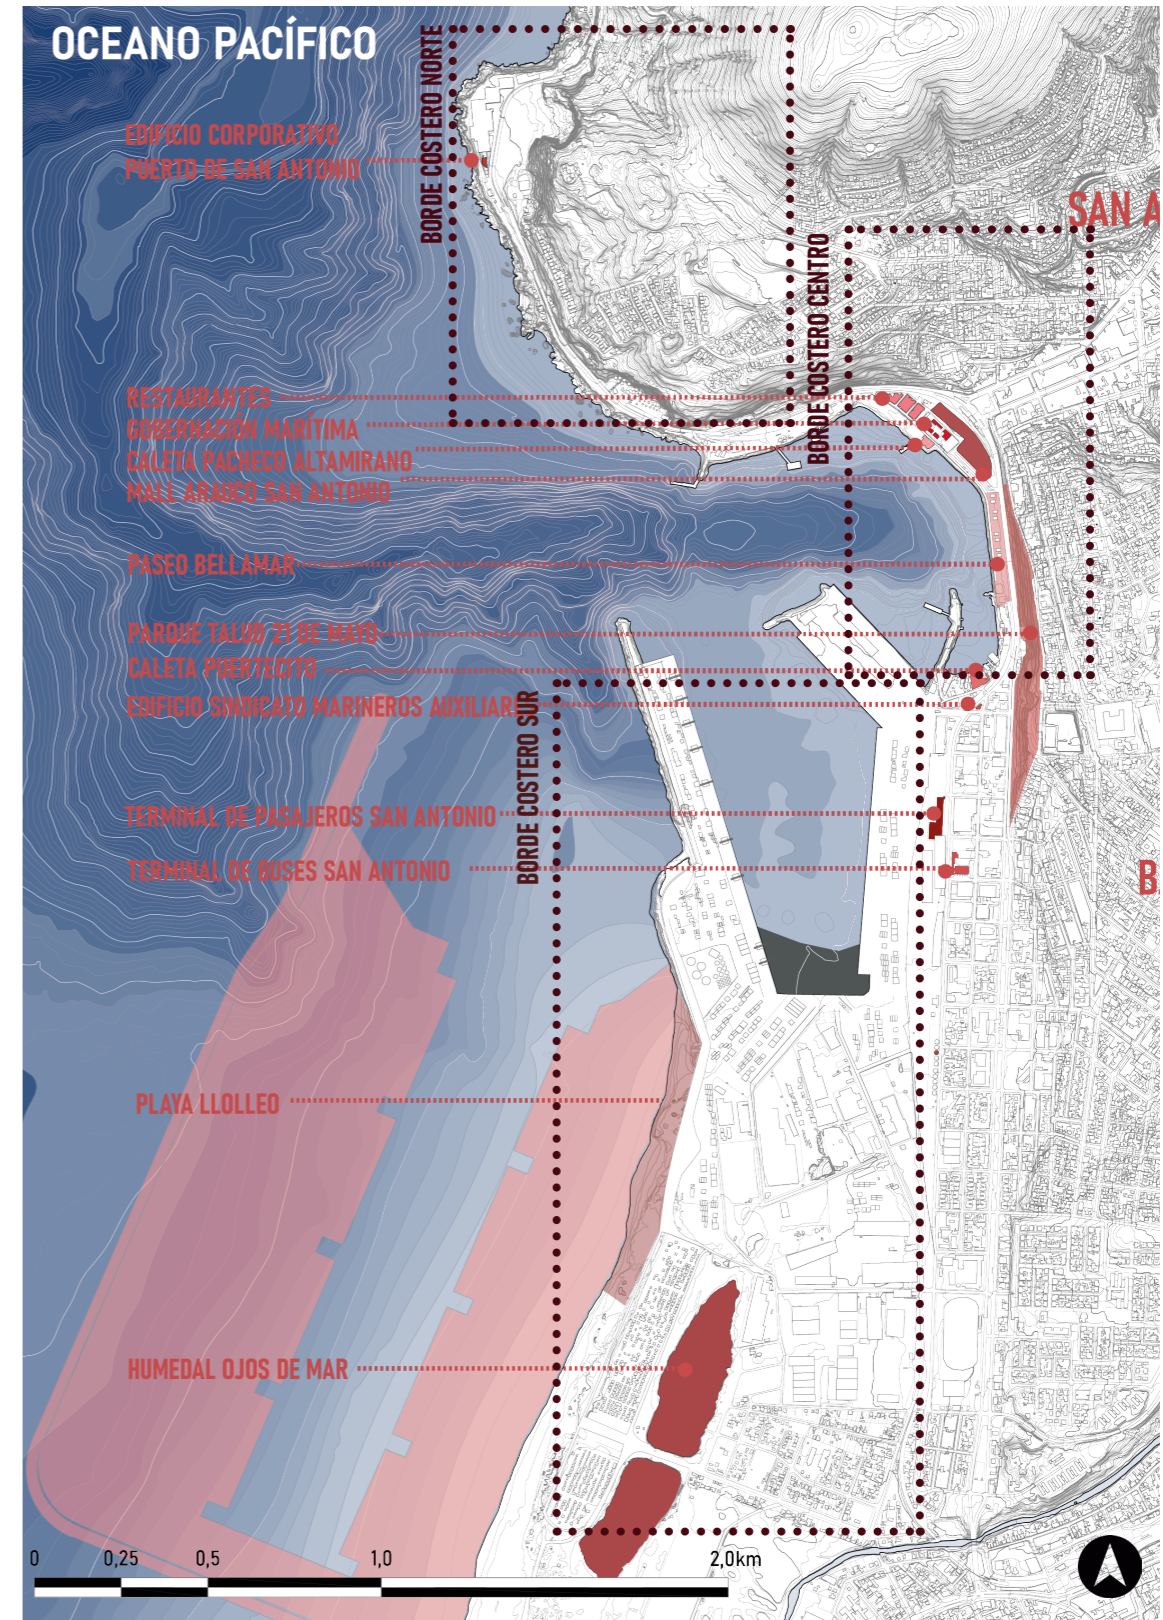 OCEANO PACÍFICO
BORDE COSTERO NORTE
EDIFICIO CORPORATIVO
PUERTO DE SAN ANTONIO
SAN A
BORDE COSTERO CENTRO
RESTAURANTES
GOBERNACIÓN MARÍTIMA
CALETA PACHECO ALTAMIRANO
MALL ARAUCO SAN ANTONIO
PASEO BELLAMAR
PARQUE TALUD 21 DE MAYO
CALETA PUERTECITO
EDIFICIO SINDICATO MARINEROS AUXILIAR
BORDE COSTERO SUR
TERMINAL DE PASAJEROS SAN ANTONIO
TERMINAL DE BUSES SAN ANTONIO
B
PLAYA LLOLLEO
HUMEDAL OJOS DE MAR
0 0,25 0,5 1,0 2,0km